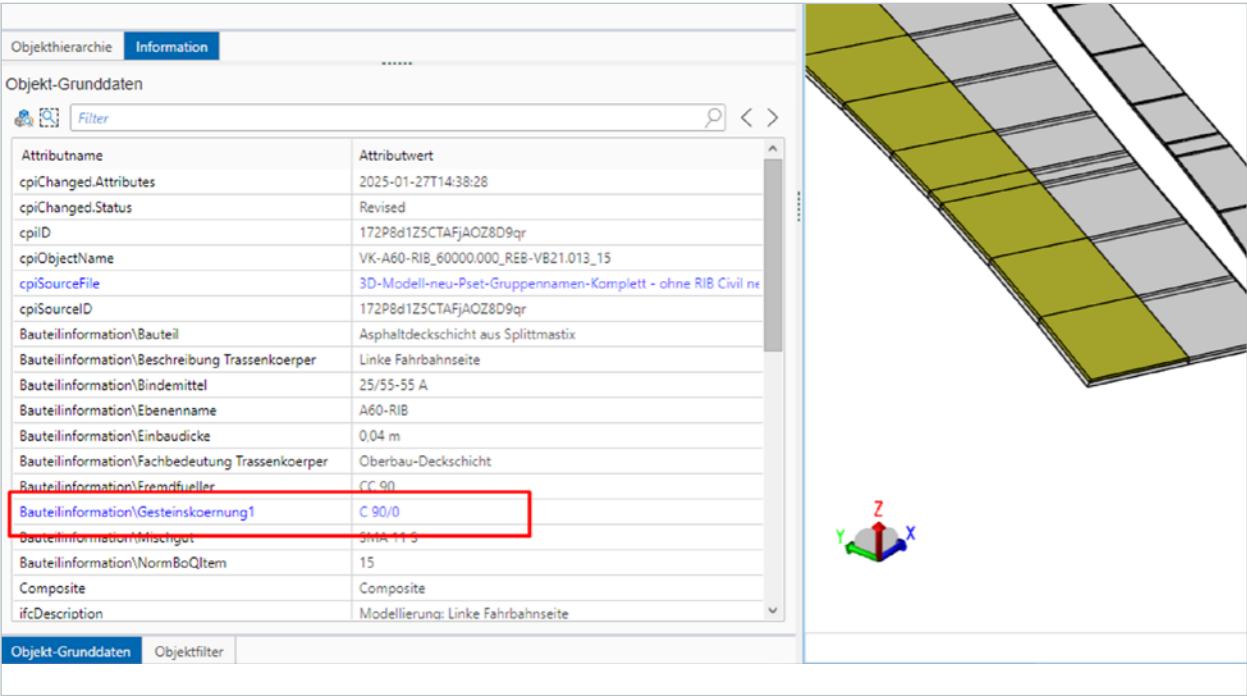 Objekthierarchie Information
Objekt-Grunddaten
Filter
Attributname Attributwert
cpiChanged.Attributes 2025-01-27T14:38:28
cpiChanged.Status Revised
cpiID 172P8d1Z5CTAFjAOZ8D9qr
cpiObjectName VK-A60-RIB_60000.000_REB-VB21.013_15
cpiSourceFile 3D-Modell-neu-Pset-Gruppennamen-Komplett - ohne RIB Civil ne
cpiSourceID 172P8d1Z5CTAFjAOZ8D9qr
Bauteilinformation\Bauteil Asphaltdeckschicht aus Splittmastix
Bauteilinformation\Beschreibung Trassenkoerper Linke Fahrbahnseite
Bauteilinformation\Bindemittel 25/55-55 A
Bauteilinformation\Ebenenname A60-RIB
Bauteilinformation\Einbaudicke 0,04 m
Bauteilinformation\Fachbedeutung Trassenkoerper Oberbau-Deckschicht
Bauteilinformation\Fremdfueller CC 90
Bauteilinformation\Gesteinskoernung1 C 90/0
Bauteilinformation\Mischgut SMA 11 S
Bauteilinformation\NormBoQItem 15
Composite Composite
ifcDescription Modellierung: Linke Fahrbahnseite
Objekt-Grunddaten Objektfilter
Z
Y X